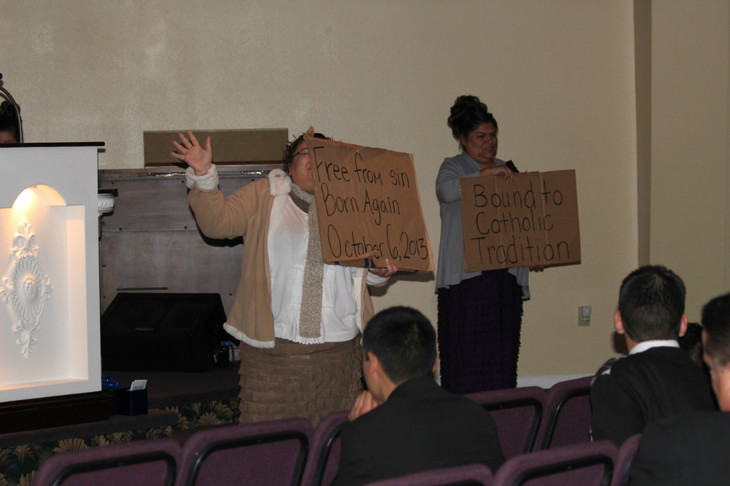 Free from sin
Born Again
October 6, 2013
Bound to
Catholic
Tradition